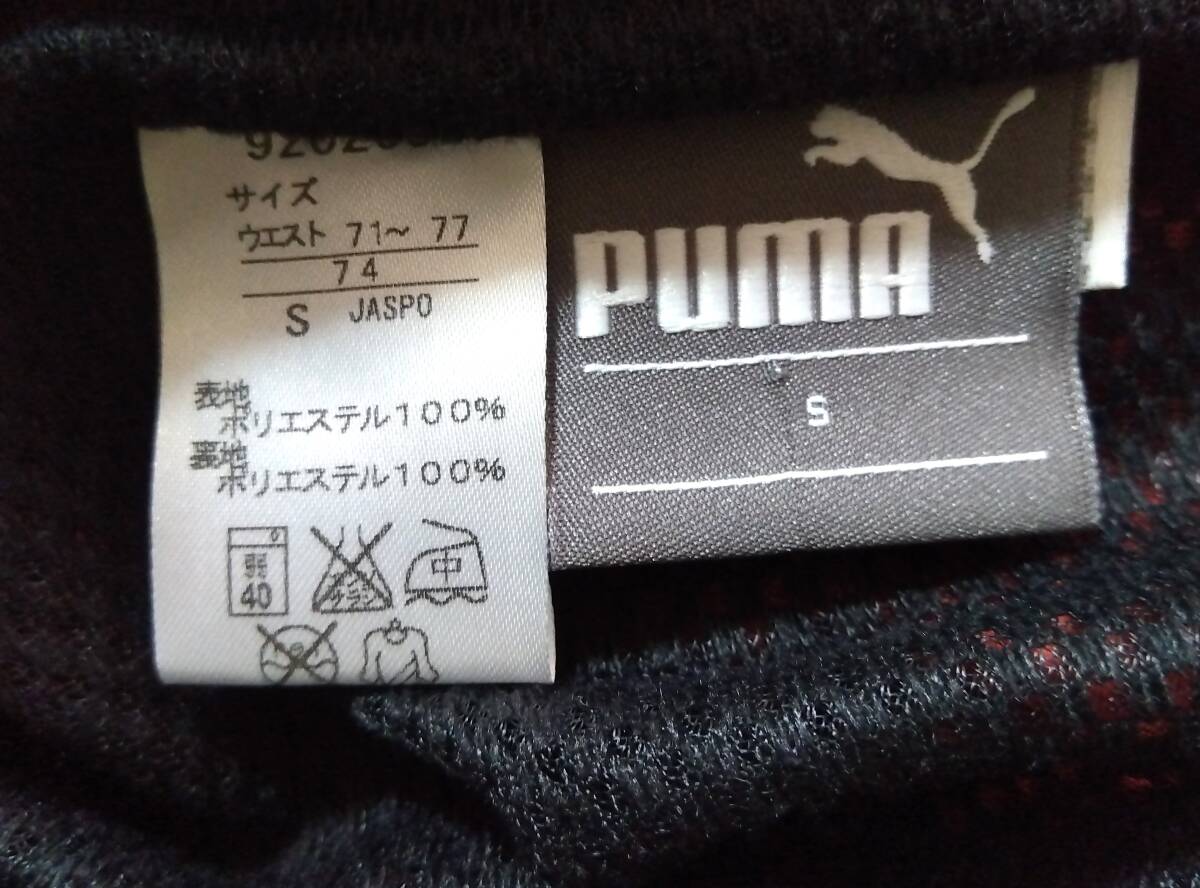 サイズ
ウエスト 71～ 77
74
S JASPO
表地
ポリエステル100%
裏地
ポリエステル100%
40
中
PUMA
S